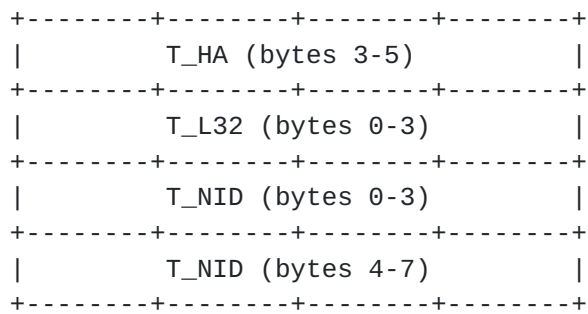 +--------+--------+--------+--------+
|        T_HA (bytes 3-5)           |
+--------+--------+--------+--------+
|        T_L32 (bytes 0-3)          |
+--------+--------+--------+--------+
|        T_NID (bytes 0-3)          |
+--------+--------+--------+--------+
|        T_NID (bytes 4-7)          |
+--------+--------+--------+--------+